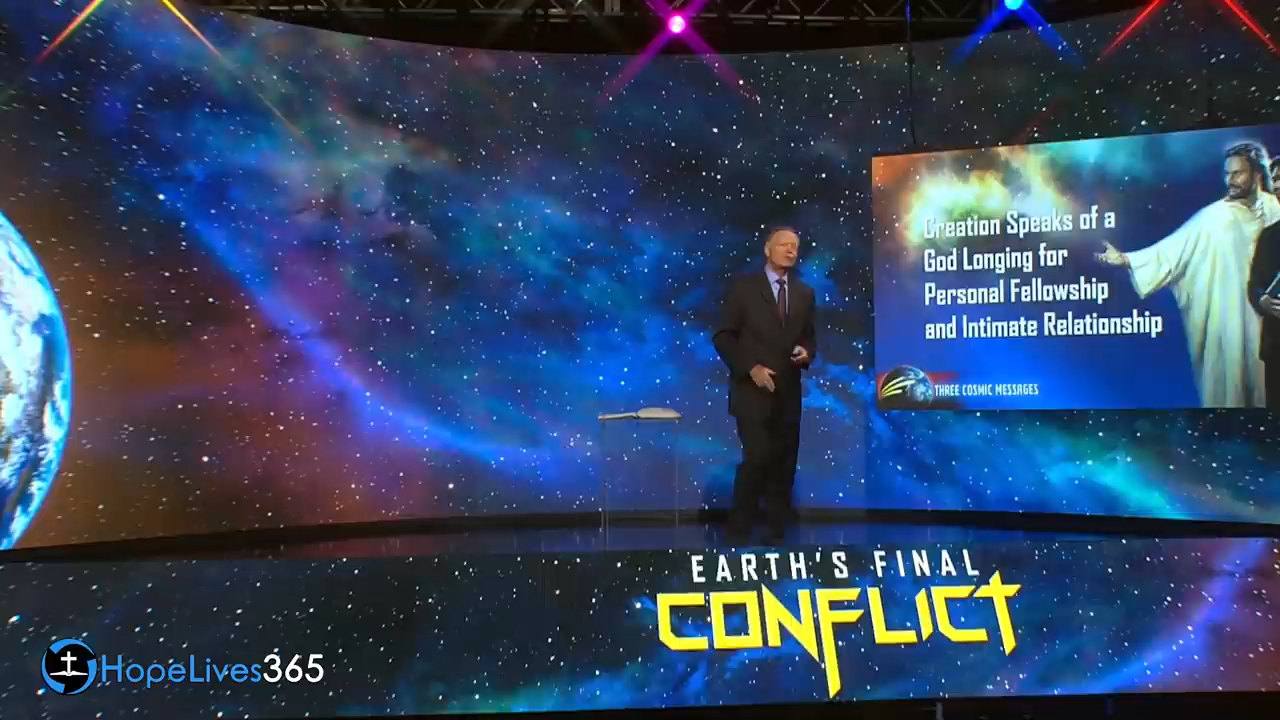 Creation Speaks of a
God Longing for
Personal Fellowship
and Intimate Relationship
THREE COSMIC MESSAGES
EARTH'S FINAL
CONFLICT
HopeLives365